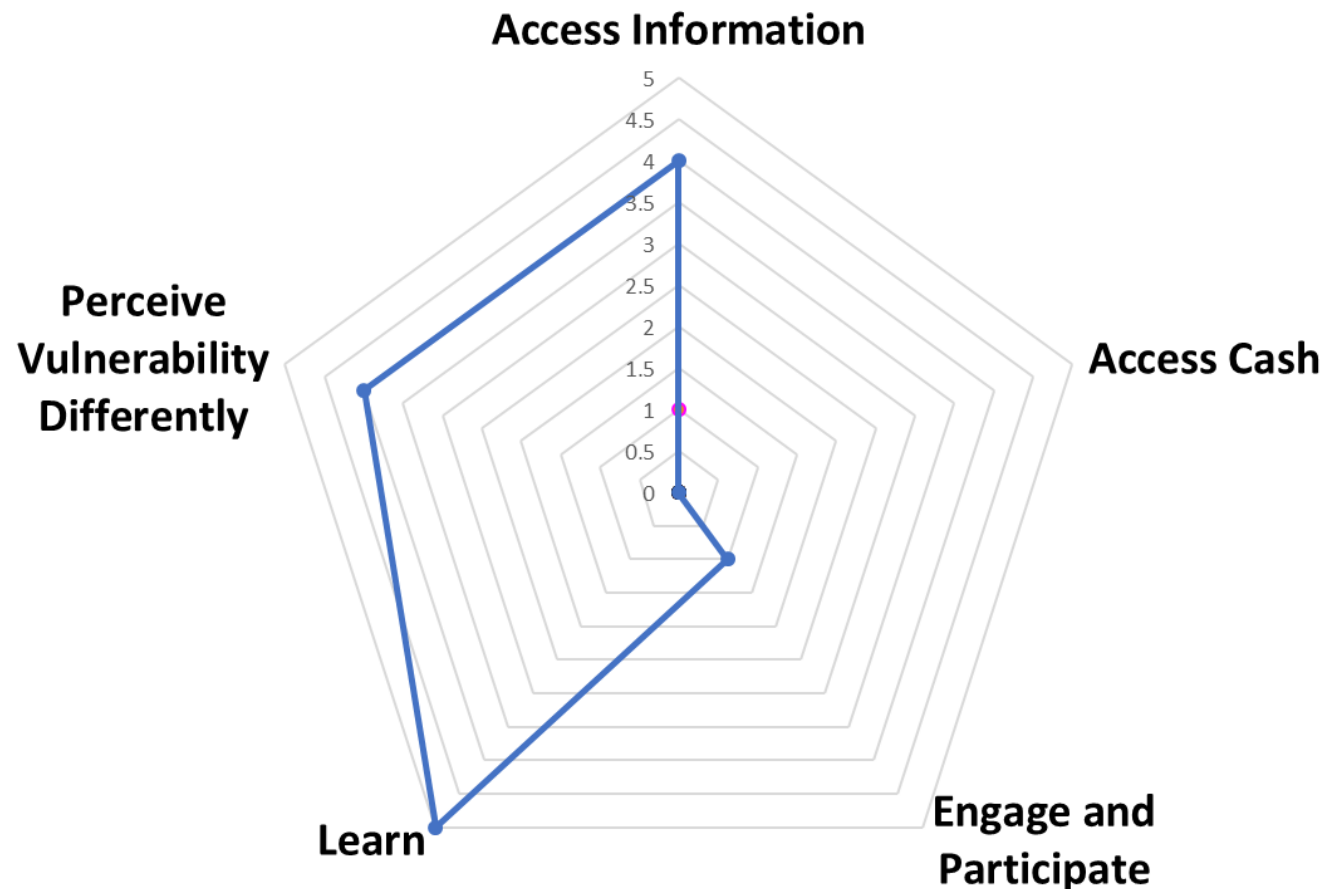 Access Information
5
4.5
4
3.5
3
2.5
2
1.5
1
0.5
0
Perceive
Vulnerability
Differently
Access Cash
Learn
Engage and
Participate